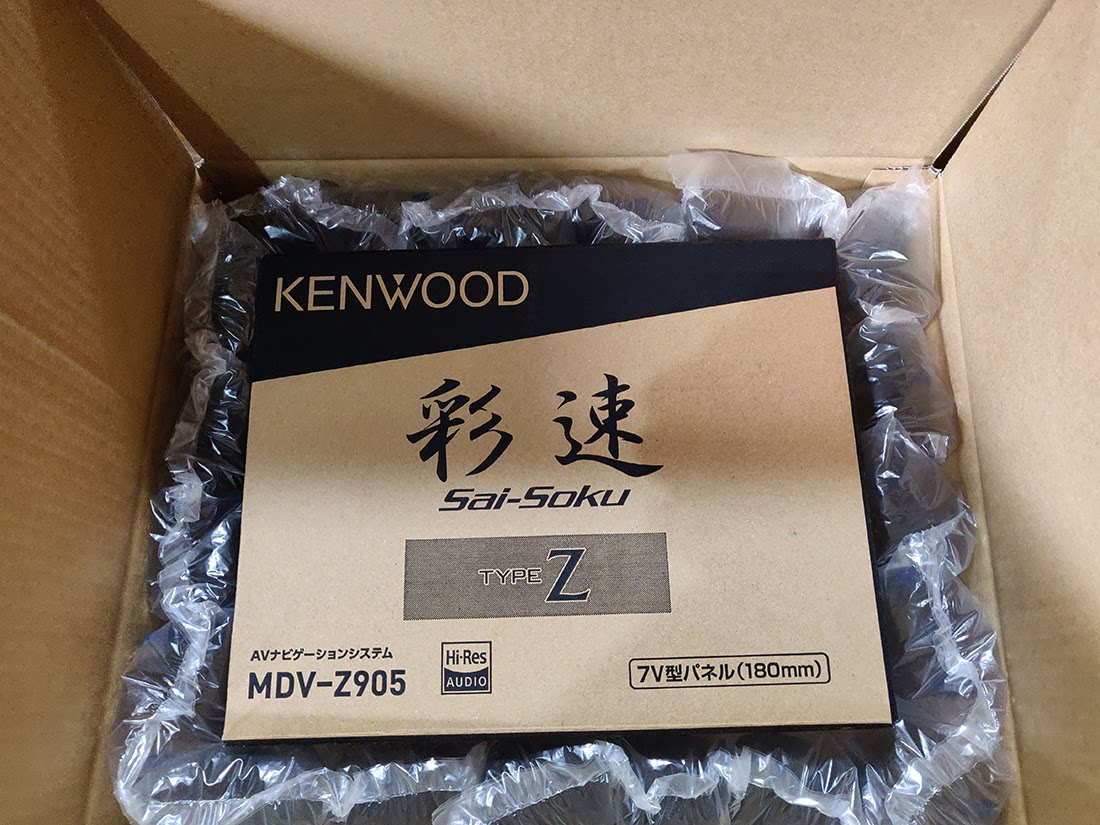 KENWOOD
彩速
Sai-Soku
TYPE Z
AVナビゲーションシステム
MDV-Z905
Hi-Res
AUDIO
7V型パネル(180mm)